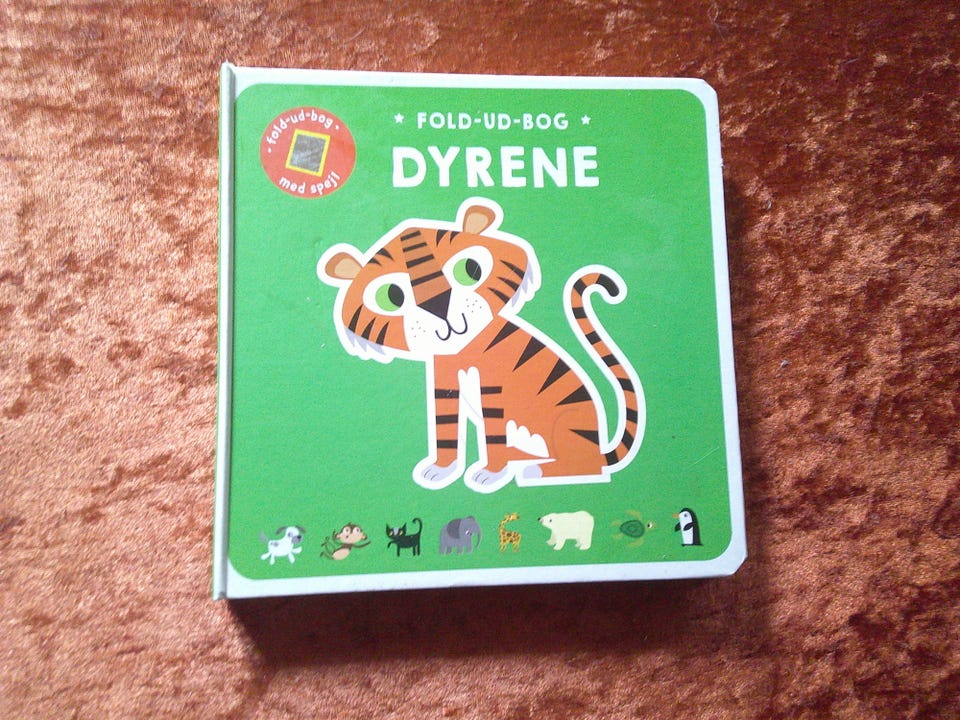 - fold-ud-bog -
med spejl
★ FOLD-UD-BOG ★
DYRENE